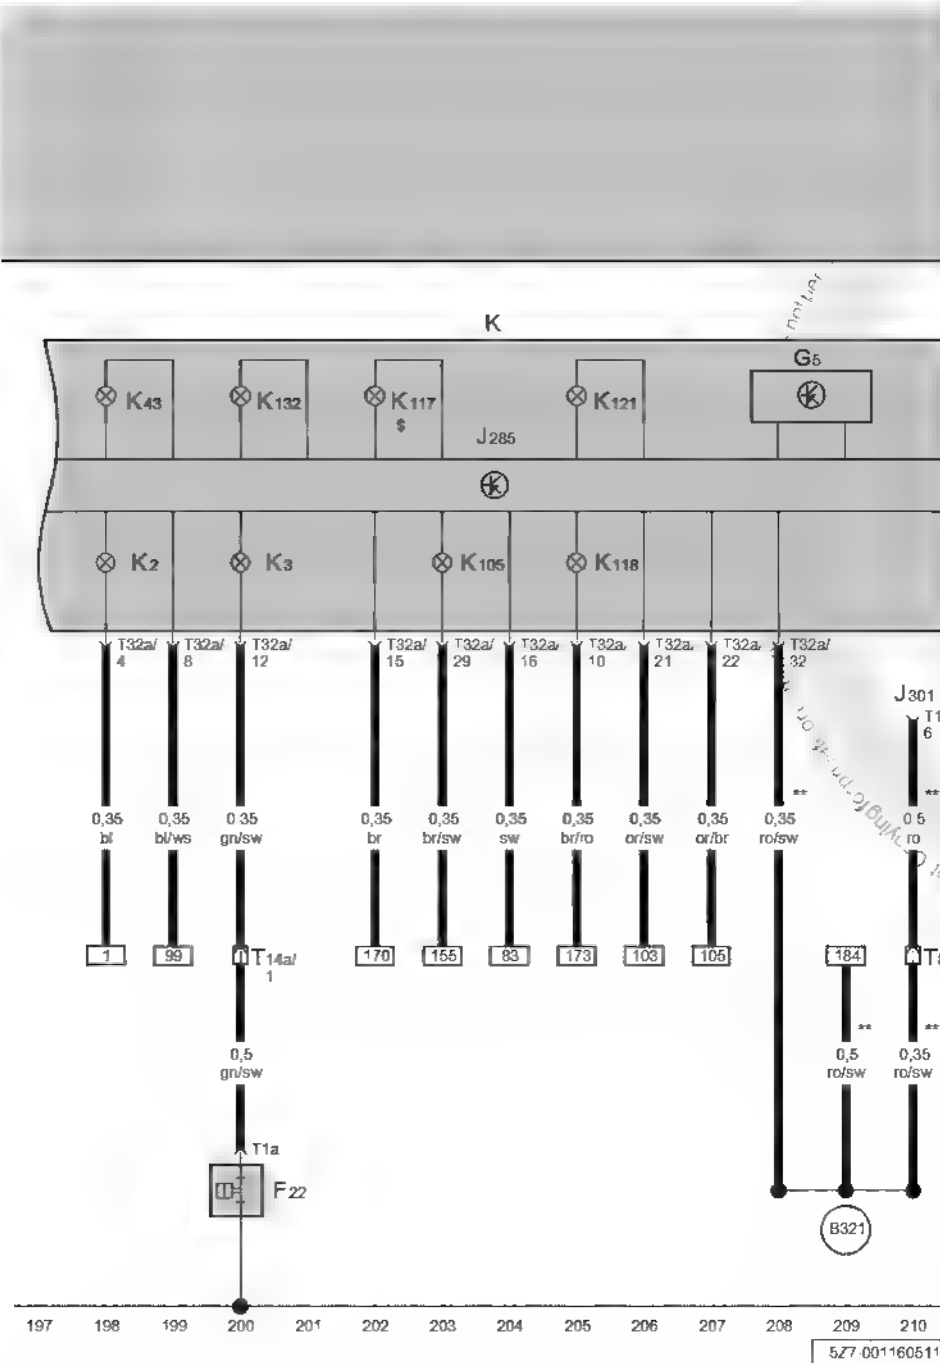 K
G5
K43
K132
K117
K121
$
J285
K2
K3
K105
K118
T32a/
4
T32a/
8
T32a/
12
T32a/
15
T32a/
29
T32a/
16
T32a/
10
T32a/
21
T32a/
22
T32a/
32
J301
6
**
**
0,35
bl
0,35
bl/ws
0,35
gn/sw
0,35
br
0,35
br/sw
0,35
sw
0,35
br/ro
0,35
or/sw
0,35
or/br
0,35
ro/sw
0,5
ro
1
99
T14a/
1
170
155
83
173
103
105
184
**
**
0,5
gn/sw
0,5
ro/sw
0,35
ro/sw
T1a
F22
B321
197 198 199 200 201 202 203 204 205 206 207 208 209 210
5Z7-001160511